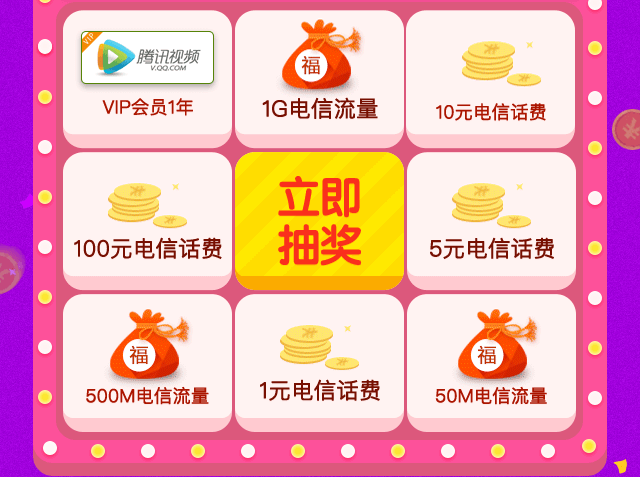 VIP
腾讯视频
V.QQ.COM
VIP会员1年
福
1G电信流量
10元电信话费
100元电信话费
立即
抽奖
5元电信话费
福
500M电信流量
1元电信话费
福
50M电信流量